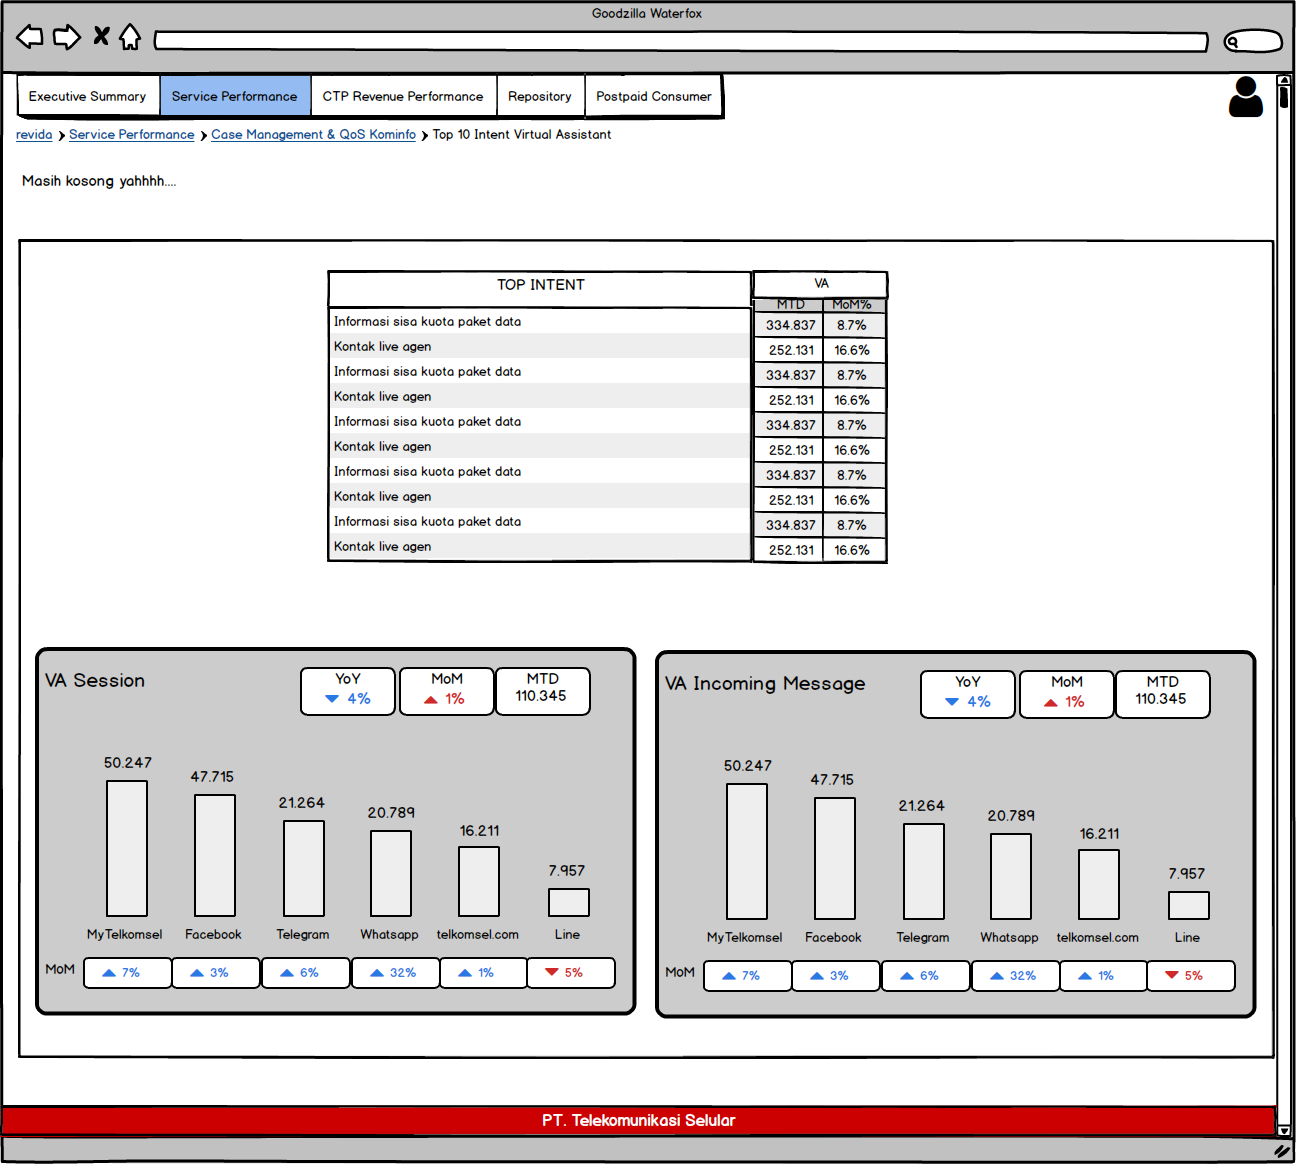 Goodzilla Waterfox
Executive Summary Service Performance CTP Revenue Performance Repository Postpaid Consumer
revida Service Performance Case Management & QoS Kominfo Top 10 Intent Virtual Assistant
Masih kosong yahhhh....
TOP INTENT VA
MTD MoM%
Informasi sisa kuota paket data 334.837 8.7%
Kontak live agen 252.131 16.6%
Informasi sisa kuota paket data 334.837 8.7%
Kontak live agen 252.131 16.6%
Informasi sisa kuota paket data 334.837 8.7%
Kontak live agen 252.131 16.6%
Informasi sisa kuota paket data 334.837 8.7%
Kontak live agen 252.131 16.6%
Informasi sisa kuota paket data 334.837 8.7%
Kontak live agen 252.131 16.6%
VA Session
YoY MoM MTD
4% 1% 110.345
50.247 47.715 21.264 20.789 16.211 7.957
MyTelkomsel Facebook Telegram Whatsapp telkomsel.com Line
MoM 7% 3% 6% 32% 1% 5%
VA Incoming Message
YoY MoM MTD
4% 1% 110.345
50.247 47.715 21.264 20.789 16.211 7.957
MyTelkomsel Facebook Telegram Whatsapp telkomsel.com Line
MoM 7% 3% 6% 32% 1% 5%
PT. Telekomunikasi Selular